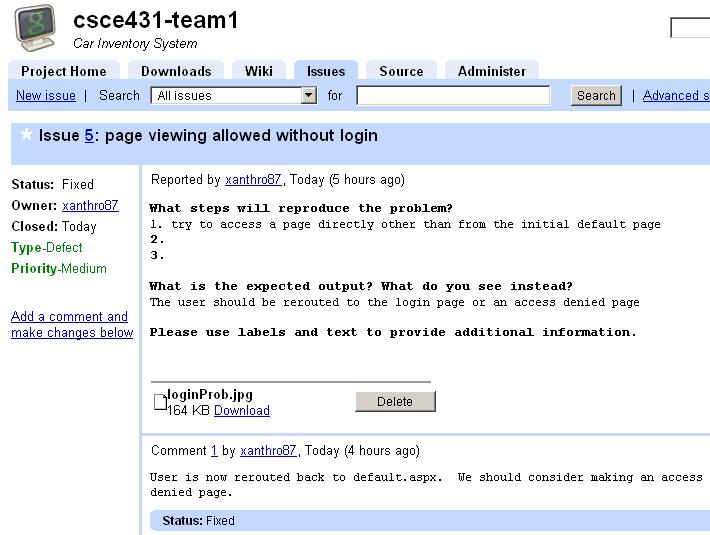 csce431-team1
Car Inventory System
Project Home Downloads Wiki Issues Source Administer
New issue | Search All issues for Search | Advanced s
Issue 5: page viewing allowed without login
Status: Fixed
Owner: xanthro87
Closed: Today
Type-Defect
Priority-Medium
Add a comment and
make changes below
Reported by xanthro87, Today (5 hours ago)
What steps will reproduce the problem?
1. try to access a page directly other than from the initial default page
2.
3.
What is the expected output? What do you see instead?
The user should be rerouted to the login page or an access denied page
Please use labels and text to provide additional information.
loginProb.jpg
164 KB Download
Delete
Comment 1 by xanthro87, Today (4 hours ago)
User is now rerouted back to default.aspx.  We should consider making an access
denied page.
Status: Fixed